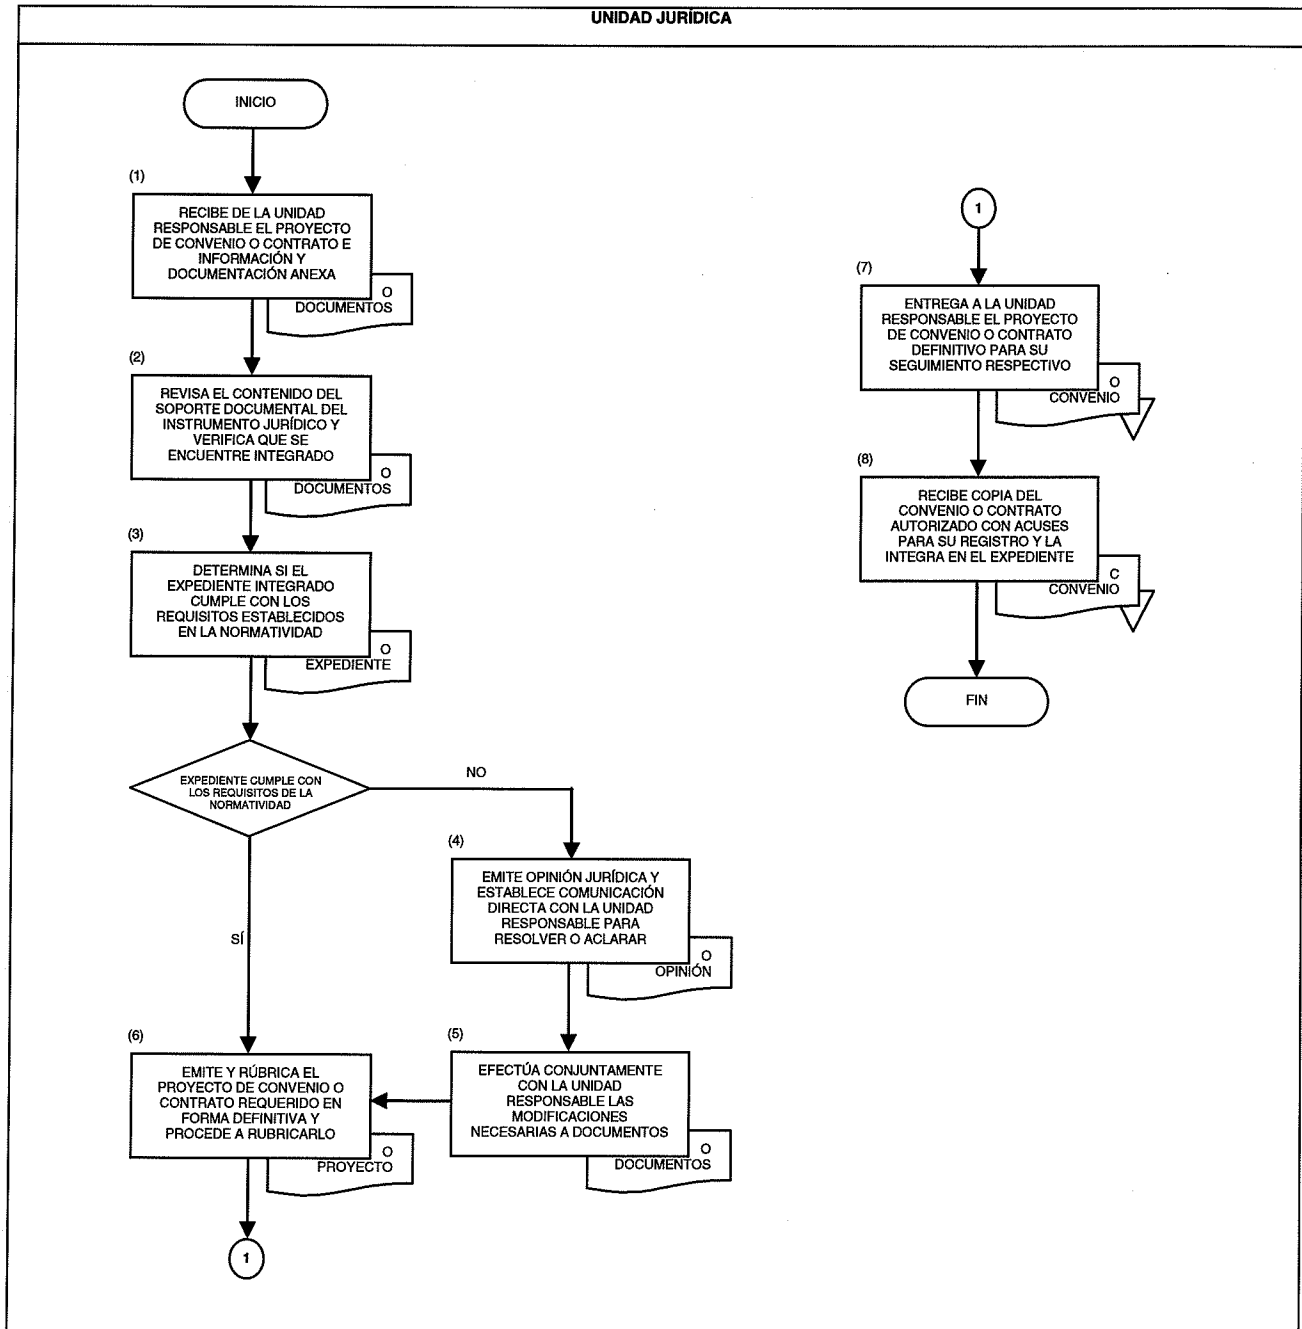 UNIDAD JURÍDICA
INICIO
(1)
RECIBE DE LA UNIDAD
RESPONSABLE EL PROYECTO
DE CONVENIO O CONTRATO E
INFORMACIÓN Y
DOCUMENTACIÓN ANEXA
O
DOCUMENTOS
(2)
REVISA EL CONTENIDO DEL
SOPORTE DOCUMENTAL DEL
INSTRUMENTO JURÍDICO Y
VERIFICA QUE SE
ENCUENTRE INTEGRADO
O
DOCUMENTOS
(3)
DETERMINA SI EL
EXPEDIENTE INTEGRADO
CUMPLE CON LOS
REQUISITOS ESTABLECIDOS
EN LA NORMATIVIDAD
O
EXPEDIENTE
EXPEDIENTE CUMPLE CON
LOS REQUISITOS DE LA
NORMATIVIDAD
NO
SÍ
(4)
EMITE OPINIÓN JURÍDICA Y
ESTABLECE COMUNICACIÓN
DIRECTA CON LA UNIDAD
RESPONSABLE PARA
RESOLVER O ACLARAR
O
OPINIÓN
(5)
EFECTÚA CONJUNTAMENTE
CON LA UNIDAD
RESPONSABLE LAS
MODIFICACIONES
NECESARIAS A DOCUMENTOS
O
DOCUMENTOS
(6)
EMITE Y RÚBRICA EL
PROYECTO DE CONVENIO O
CONTRATO REQUERIDO EN
FORMA DEFINITIVA Y
PROCEDE A RUBRICARLO
O
PROYECTO
1
1
(7)
ENTREGA A LA UNIDAD
RESPONSABLE EL PROYECTO
DE CONVENIO O CONTRATO
DEFINITIVO PARA SU
SEGUIMIENTO RESPECTIVO
O
CONVENIO
(8)
RECIBE COPIA DEL
CONVENIO O CONTRATO
AUTORIZADO CON ACUSES
PARA SU REGISTRO Y LA
INTEGRA EN EL EXPEDIENTE
C
CONVENIO
FIN